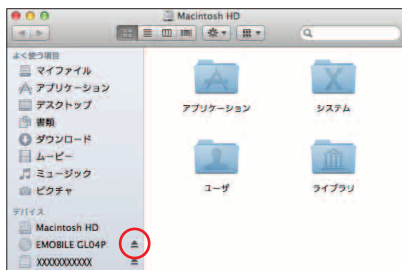 Macintosh HD
よく使う項目
マイファイル
アプリケーション
デスクトップ
書類
ダウンロード
ムービー
ミュージック
ピクチャ
デバイス
Macintosh HD
EMOBILE GL04P
XXXXXXXXXXX
アプリケーション
システム
ユーザ
ライブラリ